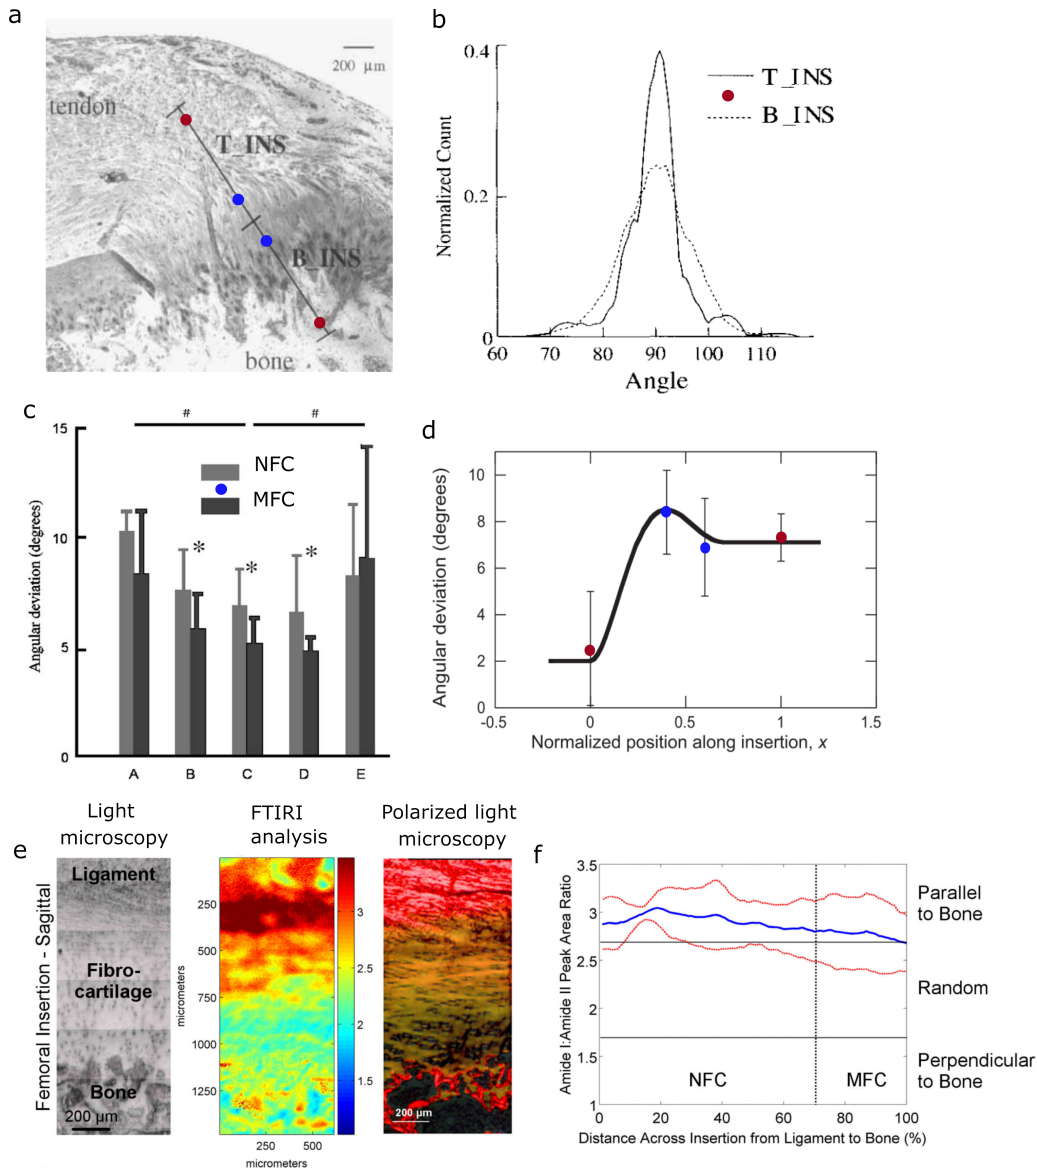 a
200 µm
tendon
T_INS
B_INS
bone
b
0.4
0.2
0
Normalized Count
T_INS
B_INS
60 70 80 90 100 110
Angle
c
# #
15
10
5
0
Angular deviation (degrees)
NFC
MFC
* * *
A B C D E
d
10
8
6
4
2
0
Angular deviation (degrees)
-0.5 0 0.5 1 1.5
Normalized position along insertion, x
e
Light
microscopy
FTIRI
analysis
Polarized light
microscopy
Femoral Insertion - Sagittal
Ligament
Fibro-
cartilage
Bone
200 µm
250
500
750
1000
1250
micrometers
250 500
micrometers
3
2.5
2
1.5
200 µm
f
3.5
3
2.5
2
1.5
1
Amide I:Amide II Peak Area Ratio
Parallel
to Bone
Random
Perpendicular
to Bone
NFC MFC
0 20 40 60 80 100
Distance Across Insertion from Ligament to Bone (%)